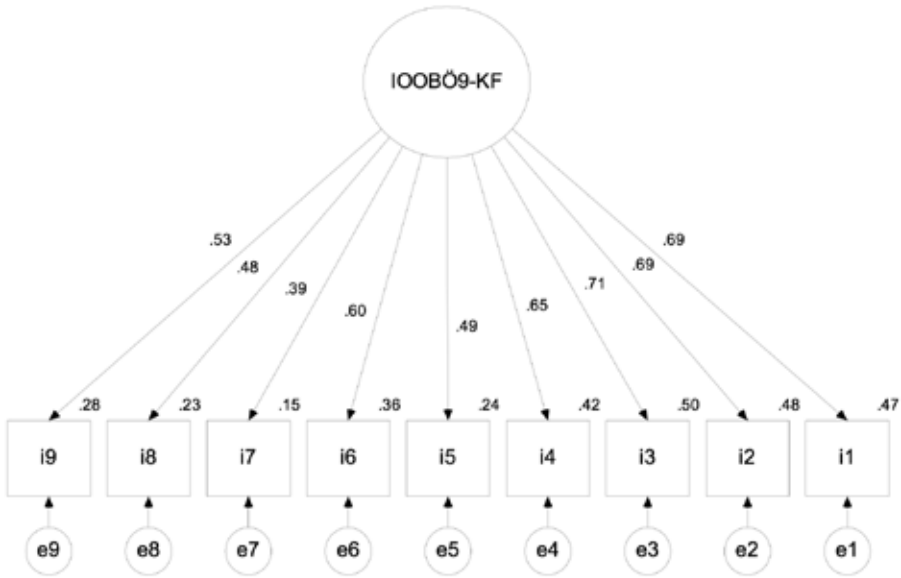 IOOBÖ9-KF
.53
.48
.39
.60
.49
.65
.71
.69
.69
.28 .23 .15 .36 .24 .42 .50 .48 .47
i9 i8 i7 i6 i5 i4 i3 i2 i1
e9 e8 e7 e6 e5 e4 e3 e2 e1